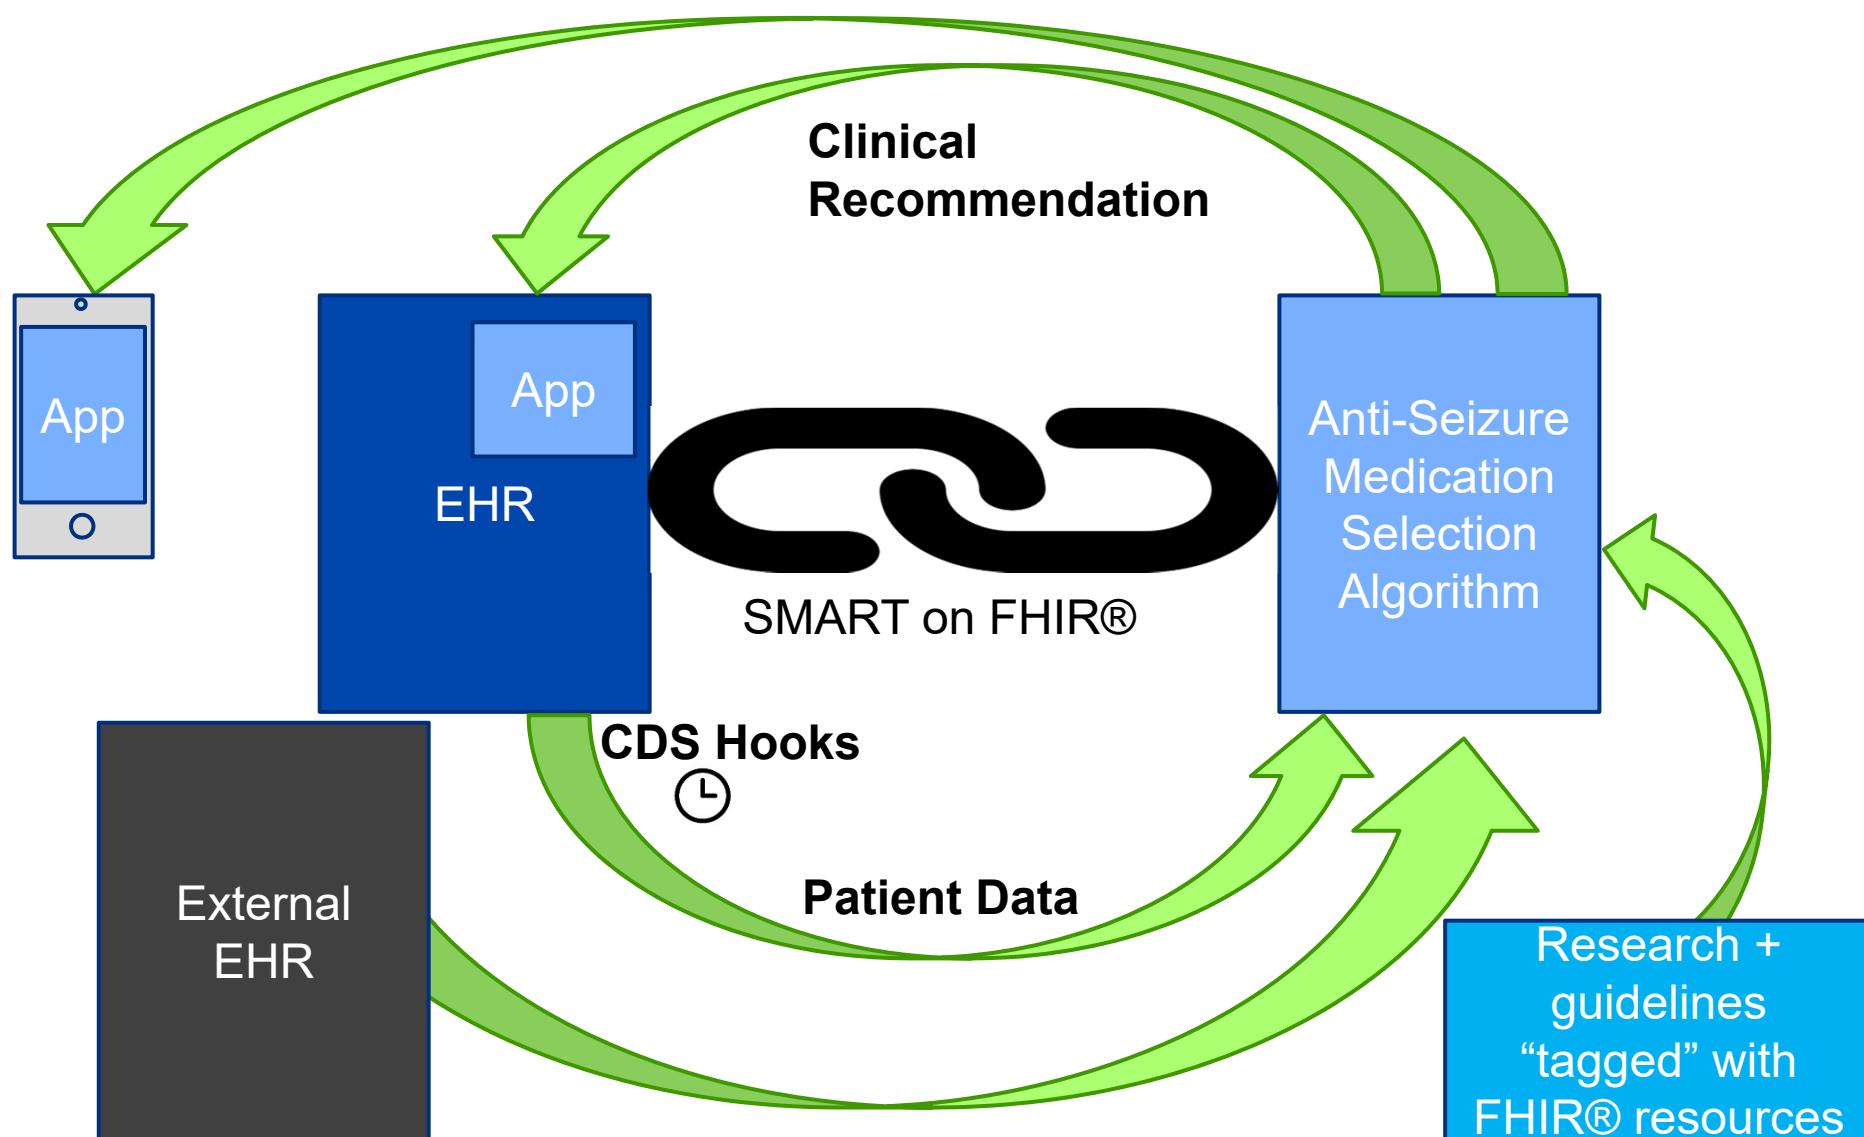 Clinical
Recommendation
App
App
EHR
SMART on FHIR®
Anti-Seizure
Medication
Selection
Algorithm
CDS Hooks
Patient Data
External
EHR
Research +
guidelines
“tagged” with
FHIR® resources